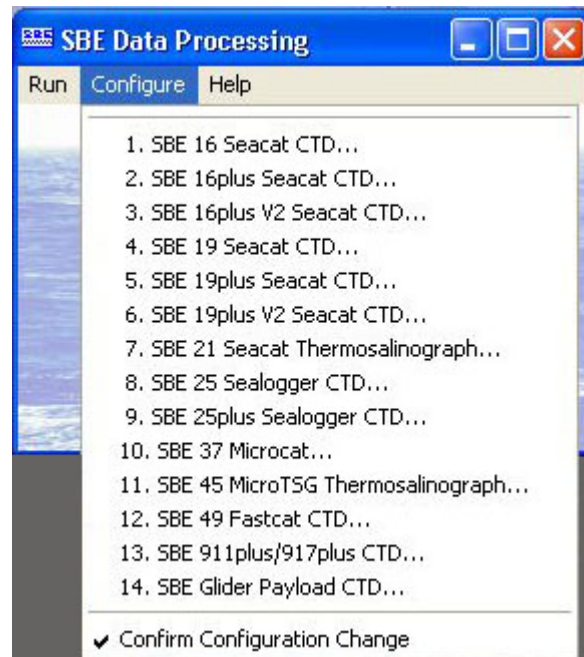 SBE Data Processing
Run Configure Help
1. SBE 16 Seacat CTD...
2. SBE 16plus Seacat CTD...
3. SBE 16plus V2 Seacat CTD...
4. SBE 19 Seacat CTD...
5. SBE 19plus Seacat CTD...
6. SBE 19plus V2 Seacat CTD...
7. SBE 21 Seacat Thermosalinograph...
8. SBE 25 Sealogger CTD...
9. SBE 25plus Sealogger CTD...
10. SBE 37 Microcat...
11. SBE 45 MicroTSG Thermosalinograph...
12. SBE 49 Fastcat CTD...
13. SBE 911plus/917plus CTD...
14. SBE Glider Payload CTD...
Confirm Configuration Change